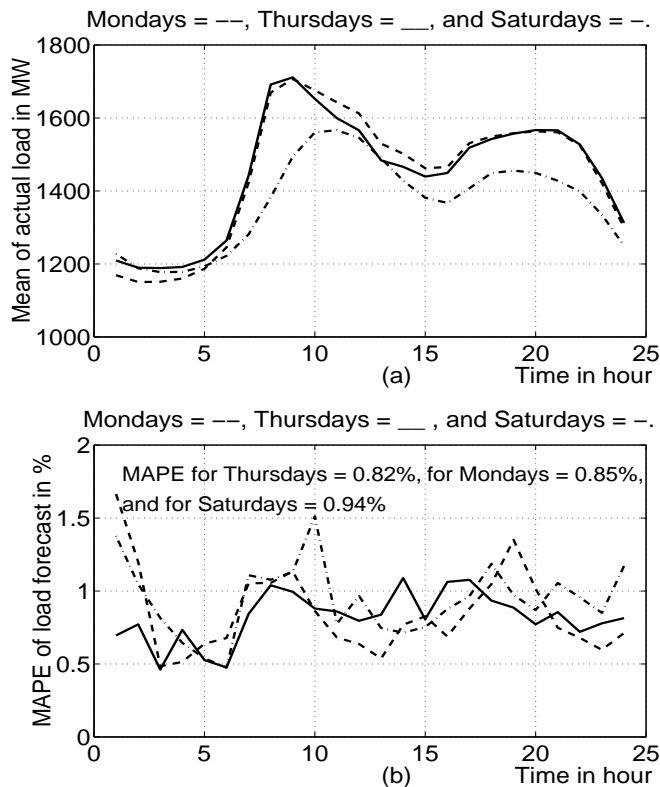 Mondays = −−, Thursdays = __, and Saturdays = −.
Mean of actual load in MW
1800
1600
1400
1200
1000
0 5 10 15 20 25
(a)
Time in hour
Mondays = −−, Thursdays = __ , and Saturdays = −.
MAPE of load forecast in %
2
1.5
1
0.5
0
MAPE for Thursdays = 0.82%, for Mondays = 0.85%,
and for Saturdays = 0.94%
0 5 10 15 20 25
(b)
Time in hour